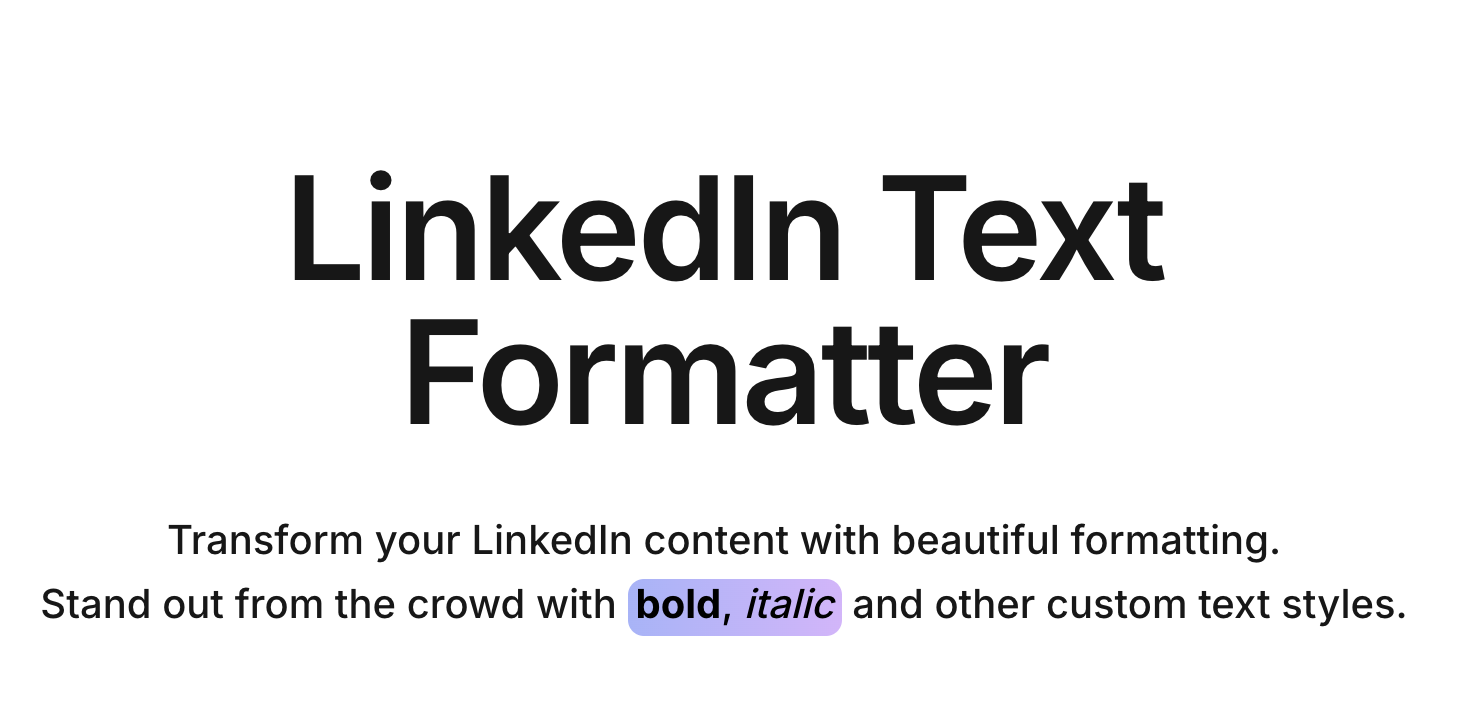 LinkedIn Text
Formatter
Transform your LinkedIn content with beautiful formatting.
Stand out from the crowd with bold, italic and other custom text styles.